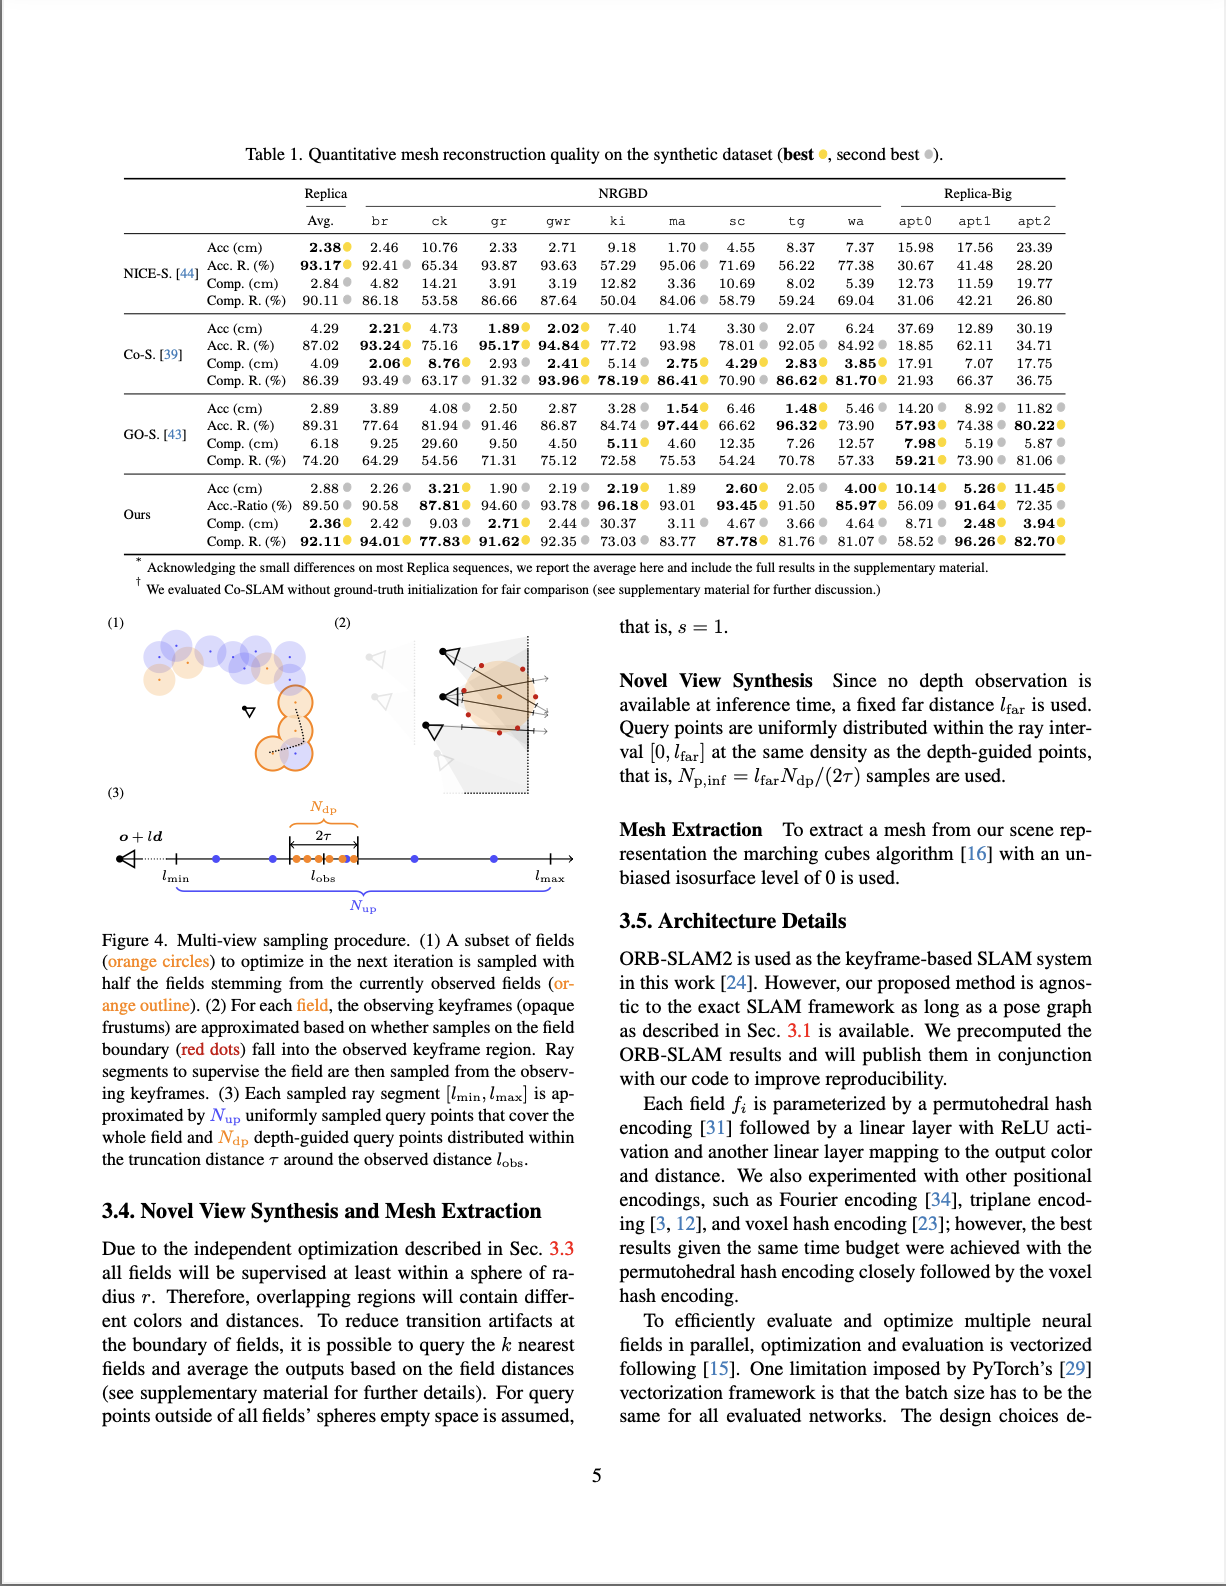 Table 1. Quantitative mesh reconstruction quality on the synthetic dataset (best, second best).
Replica NRGBD Replica-Big
Avg. br ck gr gwr ki ma sc tg wa apt0 apt1 apt2
NICE-S. [44]
Acc (cm) 2.38 2.46 10.76 2.33 2.71 9.18 1.70 4.55 8.37 7.37 15.98 17.56 23.39
Acc. R. (%) 93.17 92.41 65.34 93.87 93.63 57.29 95.06 71.69 56.22 77.38 30.67 41.48 28.20
Comp. (cm) 2.84 4.82 14.21 3.91 3.19 12.82 3.36 10.69 8.02 5.39 12.73 11.59 19.77
Comp. R. (%) 90.11 86.18 53.58 86.66 87.64 50.04 84.06 58.79 59.24 69.04 31.06 42.21 26.80
Co-S. [39]
Acc (cm) 4.29 2.21 4.73 1.89 2.02 7.40 1.74 3.30 2.07 6.24 37.69 12.89 30.19
Acc. R. (%) 87.02 93.24 75.16 95.17 94.84 77.72 93.98 78.01 92.05 84.92 18.85 62.11 34.71
Comp. (cm) 4.09 2.06 8.76 2.93 2.41 5.14 2.75 4.29 2.83 3.85 17.91 7.07 17.75
Comp. R. (%) 86.39 93.49 63.17 91.32 93.96 78.19 86.41 70.90 86.62 81.70 21.93 66.37 36.75
GO-S. [43]
Acc (cm) 2.89 3.89 4.08 2.50 2.87 3.28 1.54 6.46 1.48 5.46 14.20 8.92 11.82
Acc. R. (%) 89.31 77.64 81.94 91.46 86.87 84.74 97.44 66.62 96.32 73.90 57.93 74.38 80.22
Comp. (cm) 6.18 9.25 29.60 9.50 4.50 5.11 4.60 12.35 7.26 12.57 7.98 5.19 5.87
Comp. R. (%) 74.20 64.29 54.56 71.31 75.12 72.58 75.53 54.24 70.78 57.33 59.21 73.90 81.06
Ours
Acc (cm) 2.88 2.26 3.21 1.90 2.19 2.19 1.89 2.60 2.05 4.00 10.14 5.26 11.45
Acc.-Ratio (%) 89.50 90.58 87.81 94.60 93.78 96.18 93.01 93.45 91.50 85.97 56.09 91.64 72.35
Comp. (cm) 2.36 2.42 9.03 2.71 2.44 30.37 3.11 4.67 3.66 4.64 8.71 2.48 3.94
Comp. R. (%) 92.11 94.01 77.83 91.62 92.35 73.03 83.77 87.78 81.76 81.07 58.52 96.26 82.70
* Acknowledging the small differences on most Replica sequences, we report the average here and include the full results in the supplementary material.
† We evaluated Co-SLAM without ground-truth initialization for fair comparison (see supplementary material for further discussion.)
(1) (2)
(3)
N_dp
o + ld 2τ
l_min l_obs l_max
N_up
Figure 4. Multi-view sampling procedure. (1) A subset of fields
(orange circles) to optimize in the next iteration is sampled with
half the fields stemming from the currently observed fields (or-
ange outline). (2) For each field, the observing keyframes (opaque
frustums) are approximated based on whether samples on the field
boundary (red dots) fall into the observed keyframe region. Ray
segments to supervise the field are then sampled from the observ-
ing keyframes. (3) Each sampled ray segment [l_min, l_max] is ap-
proximated by N_up uniformly sampled query points that cover the
whole field and N_dp depth-guided query points distributed within
the truncation distance τ around the observed distance l_obs.
3.4. Novel View Synthesis and Mesh Extraction
Due to the independent optimization described in Sec. 3.3
all fields will be supervised at least within a sphere of ra-
dius r. Therefore, overlapping regions will contain differ-
ent colors and distances. To reduce transition artifacts at
the boundary of fields, it is possible to query the k nearest
fields and average the outputs based on the field distances
(see supplementary material for further details). For query
points outside of all fields' spheres empty space is assumed,
that is, s = 1.
Novel View Synthesis Since no depth observation is
available at inference time, a fixed far distance l_far is used.
Query points are uniformly distributed within the ray inter-
val [0, l_far] at the same density as the depth-guided points,
that is, N_p,inf = l_far N_dp/(2τ) samples are used.
Mesh Extraction To extract a mesh from our scene rep-
resentation the marching cubes algorithm [16] with an un-
biased isosurface level of 0 is used.
3.5. Architecture Details
ORB-SLAM2 is used as the keyframe-based SLAM system
in this work [24]. However, our proposed method is agnos-
tic to the exact SLAM framework as long as a pose graph
as described in Sec. 3.1 is available. We precomputed the
ORB-SLAM results and will publish them in conjunction
with our code to improve reproducibility.
Each field f_i is parameterized by a permutohedral hash
encoding [31] followed by a linear layer with ReLU acti-
vation and another linear layer mapping to the output color
and distance. We also experimented with other positional
encodings, such as Fourier encoding [34], triplane encod-
ing [3, 12], and voxel hash encoding [23]; however, the best
results given the same time budget were achieved with the
permutohedral hash encoding closely followed by the voxel
hash encoding.
To efficiently evaluate and optimize multiple neural
fields in parallel, optimization and evaluation is vectorized
following [15]. One limitation imposed by PyTorch's [29]
vectorization framework is that the batch size has to be the
same for all evaluated networks. The design choices de-
5